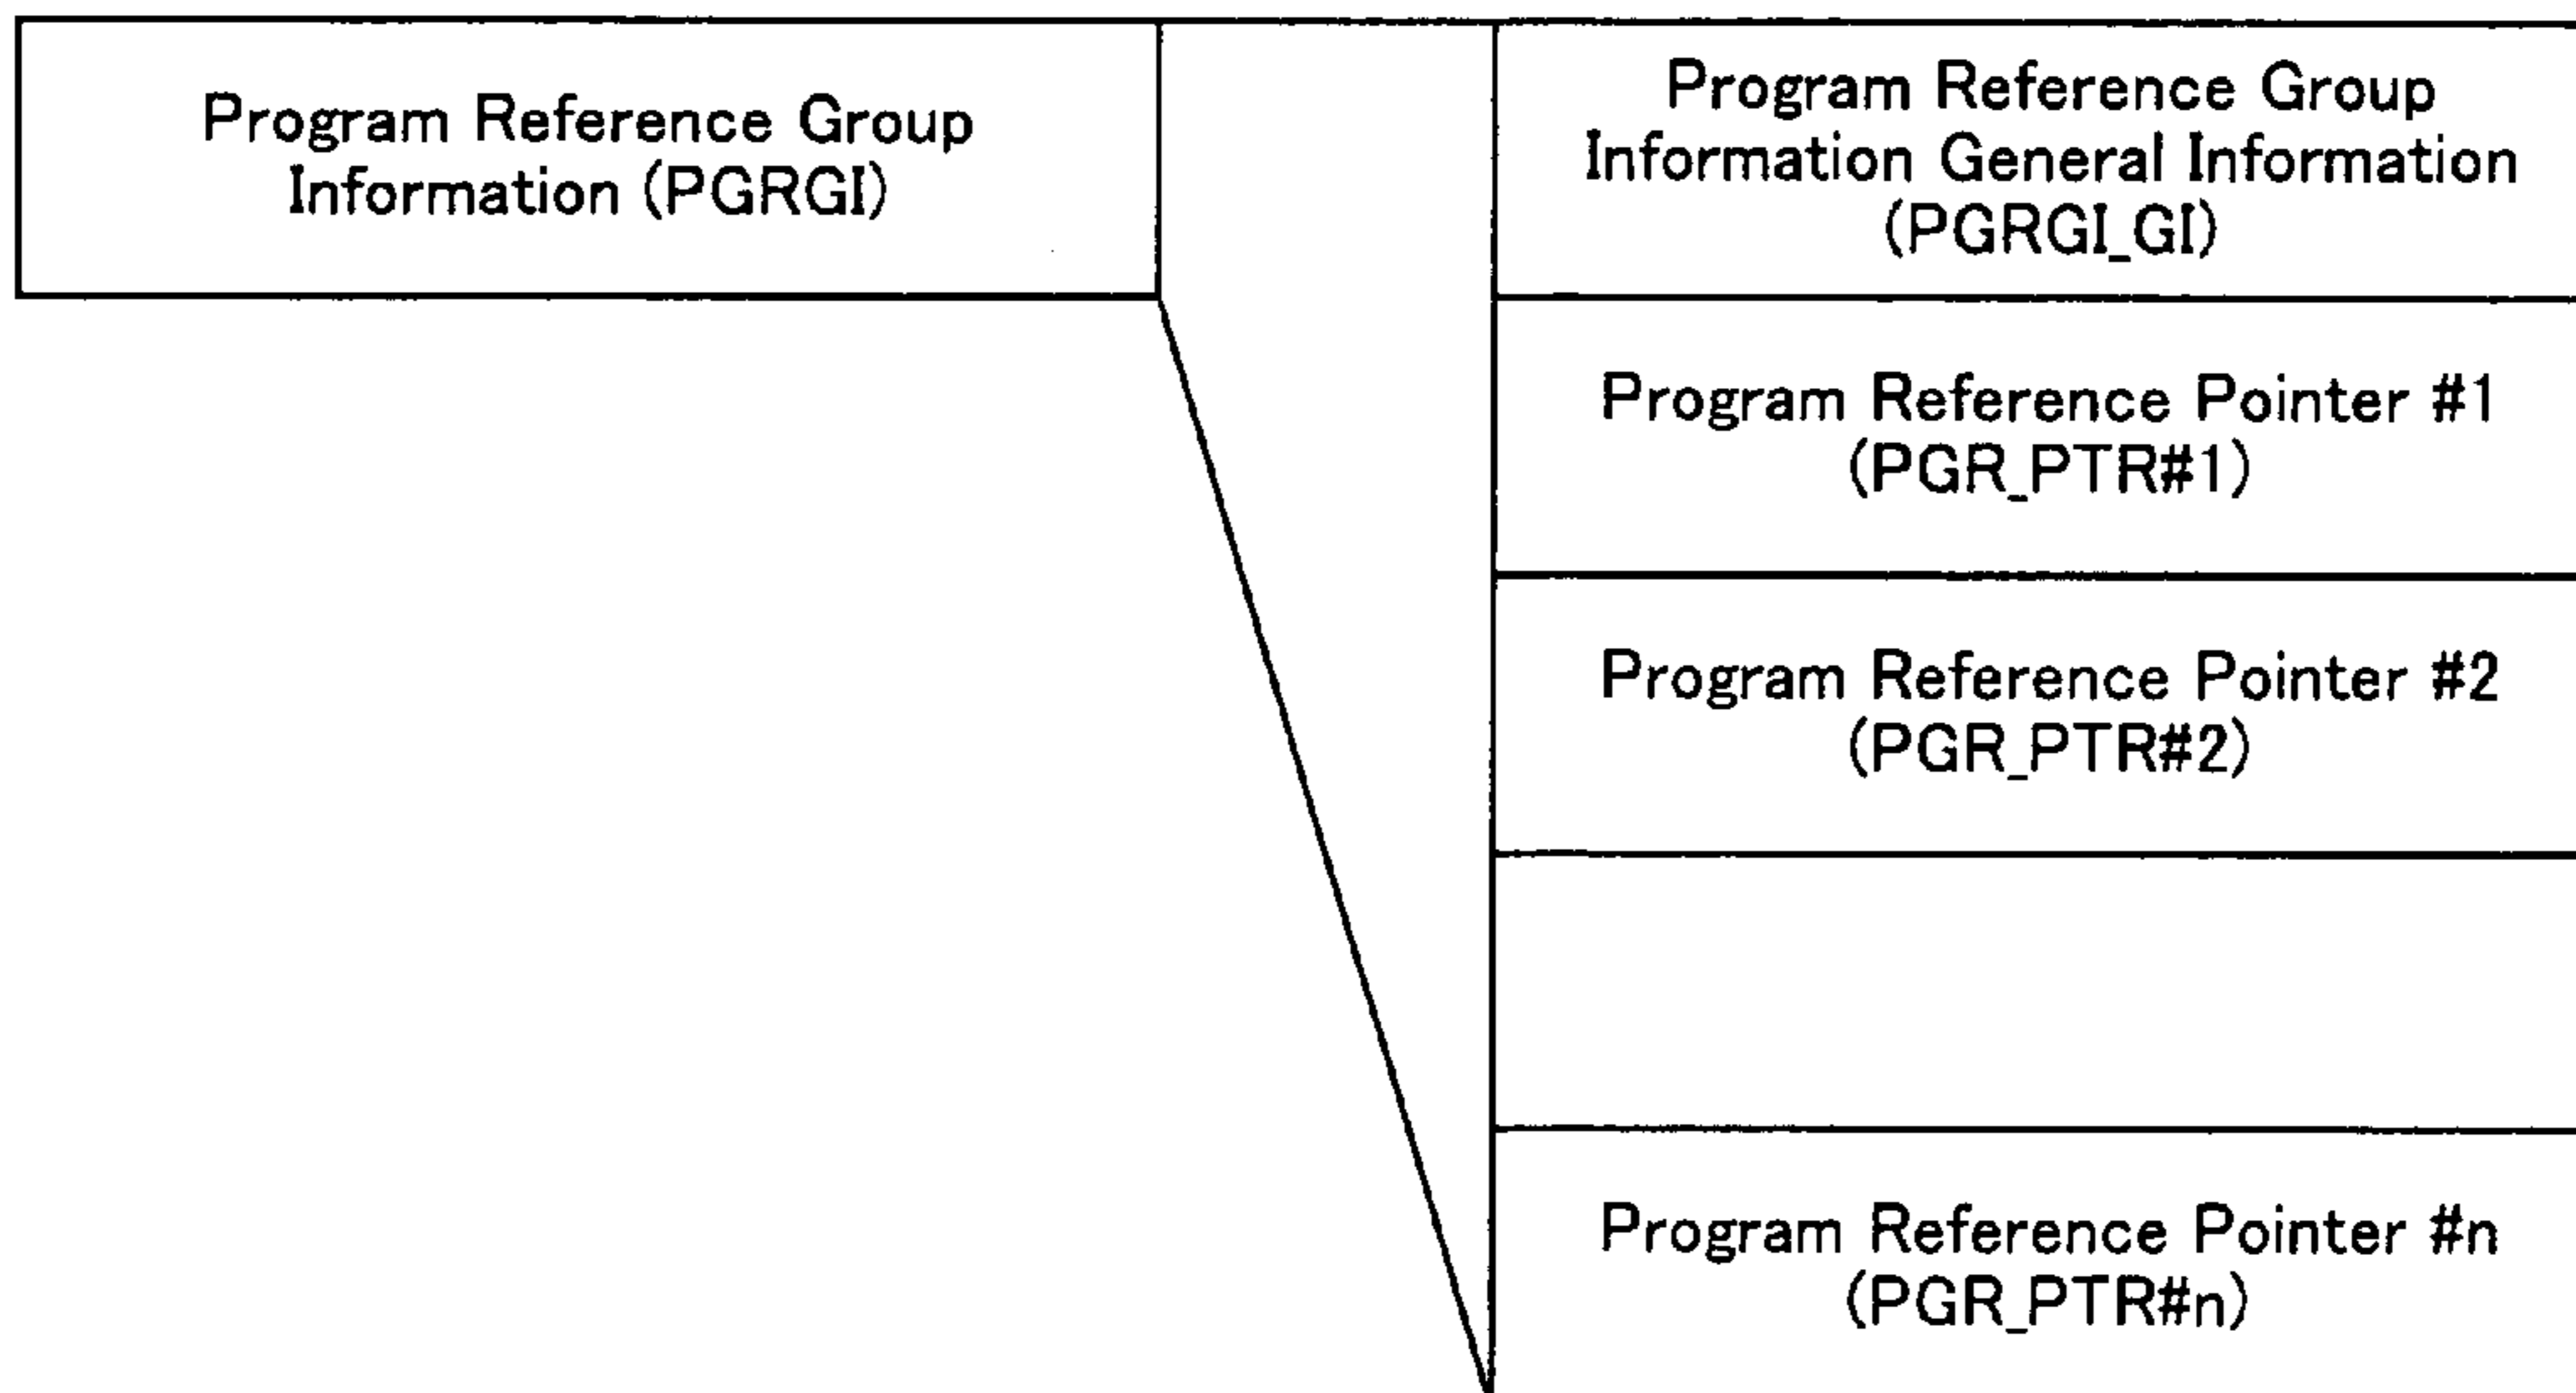 Program Reference Group
Information (PGRGI)
Program Reference Group
Information General Information
(PGRGI_GI)
Program Reference Pointer #1
(PGR_PTR#1)
Program Reference Pointer #2
(PGR_PTR#2)
Program Reference Pointer #n
(PGR_PTR#n)